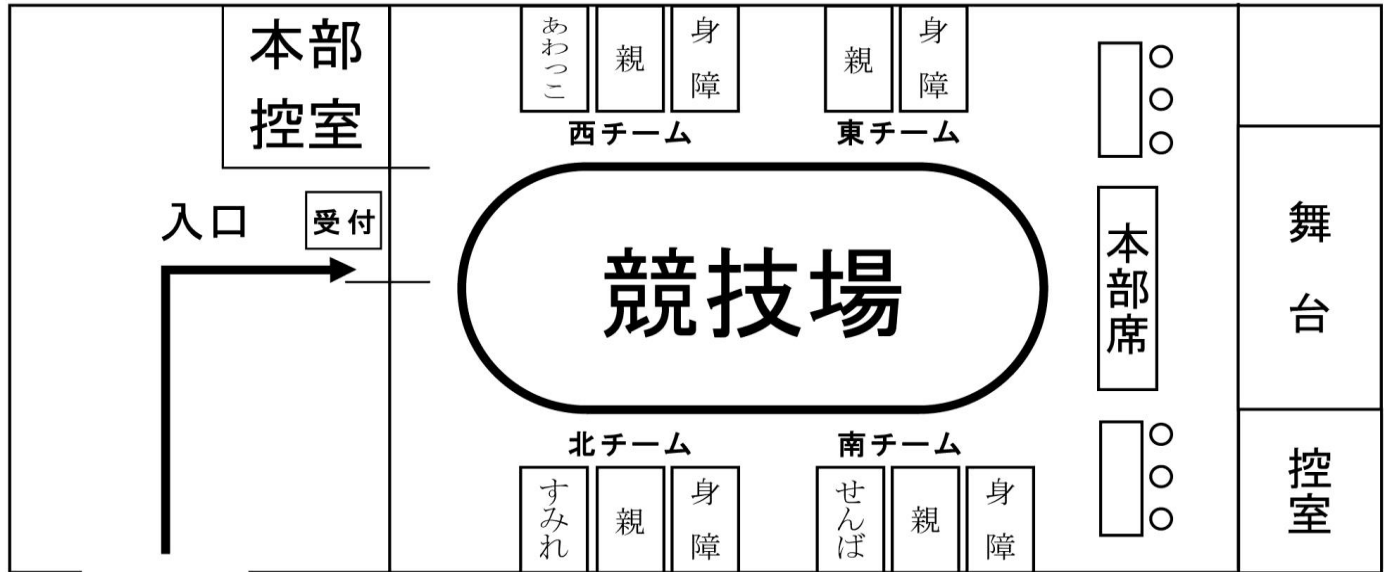 本部
控室
あわっこ
親
身障
親
身障
西チーム
東チーム
入口
受付
競技場
本部席
舞台
北チーム
南チーム
すみれ
親
身障
せんば
親
身障
控室